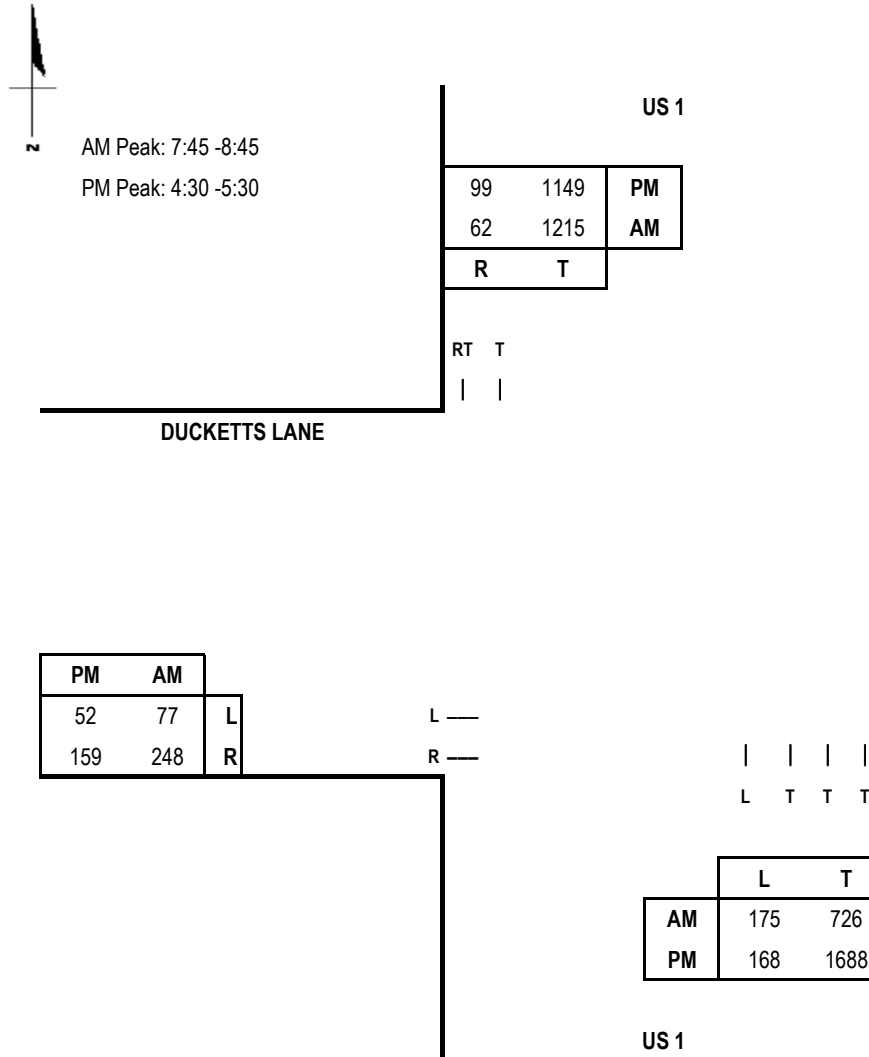 US 1
N
AM Peak: 7:45 -8:45
PM Peak: 4:30 -5:30
99 1149 PM
62 1215 AM
R T
RT T
DUCKETTS LANE
PM AM
52 77 L
159 248 R
L
R
L T T T
L T
AM 175 726
PM 168 1688
US 1